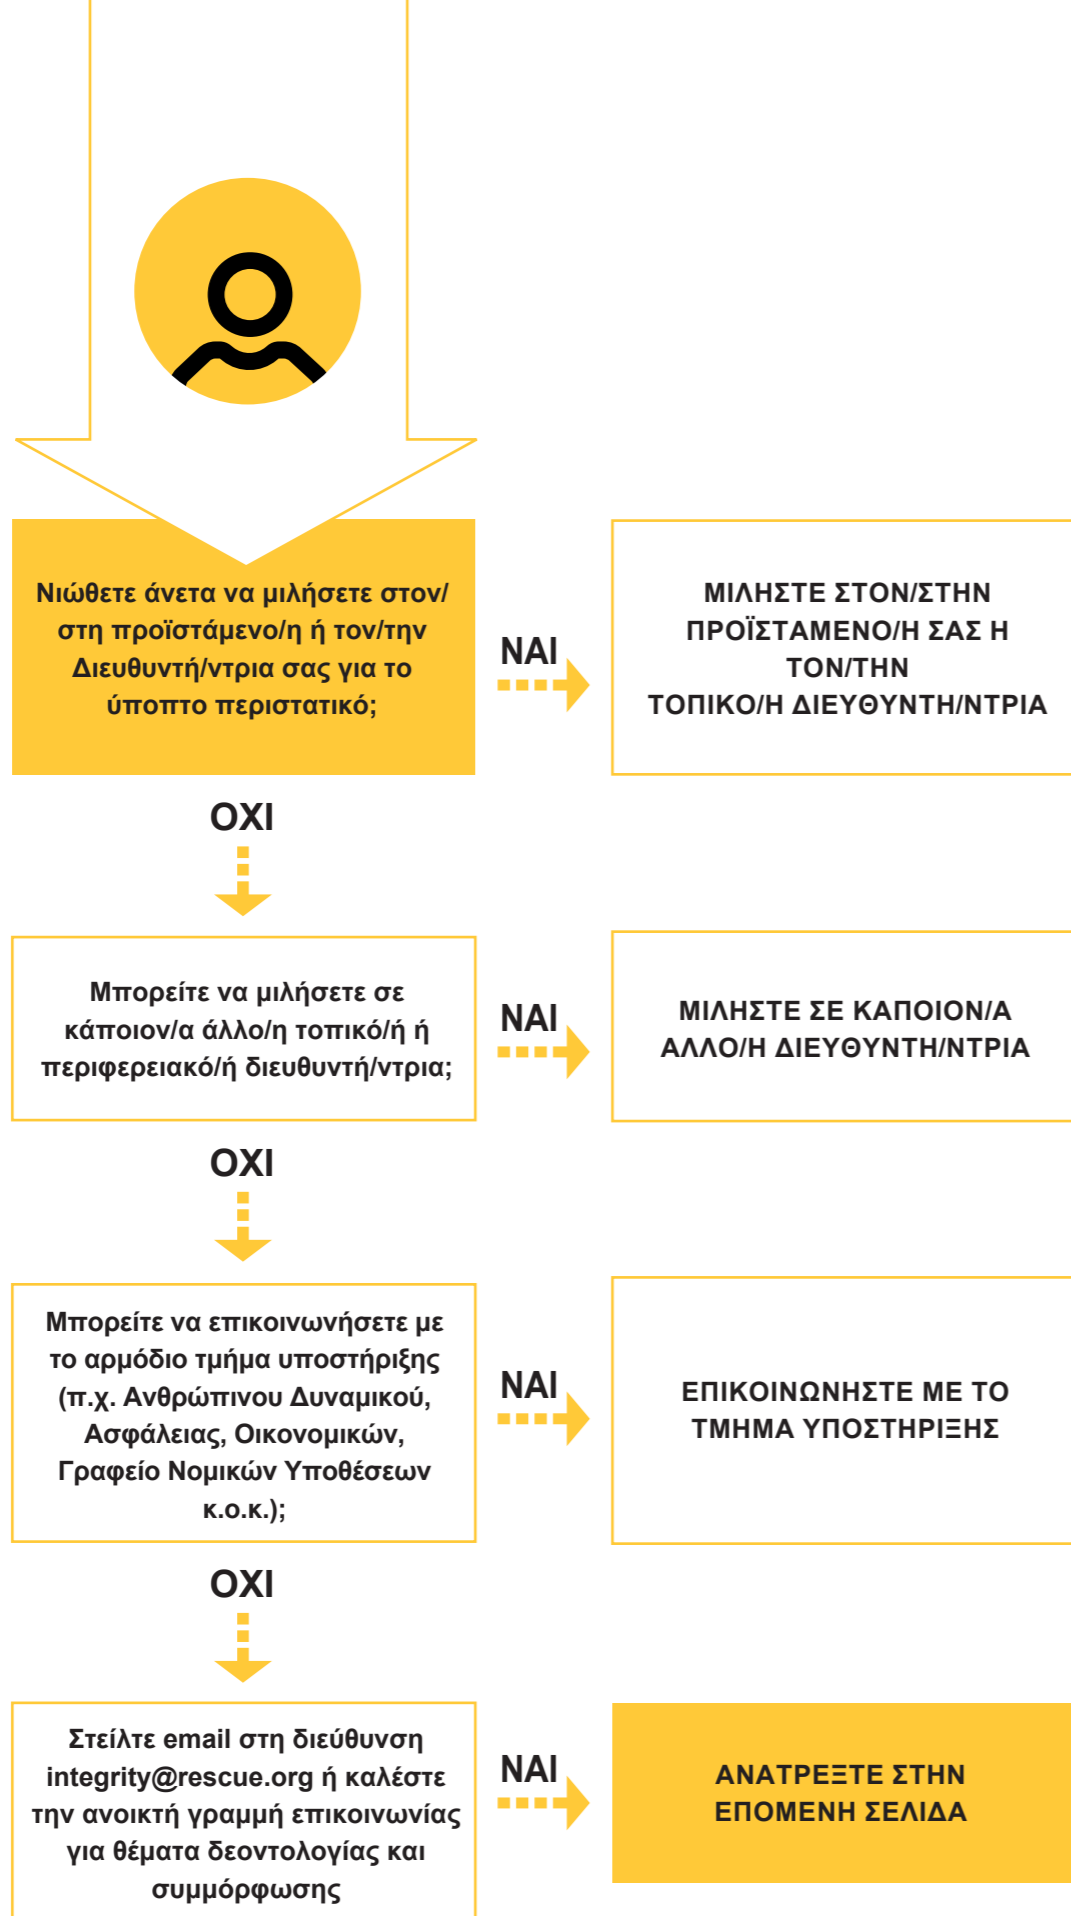 Νιώθετε άνετα να μιλήσετε στον/
στη προϊστάμενο/η ή τον/την
Διευθυντή/ντρια σας για το
ύποπτο περιστατικό;
ΝΑΙ
ΜΙΛΗΣΤΕ ΣΤΟΝ/ΣΤΗΝ
ΠΡΟΪΣΤΑΜΕΝΟ/Η ΣΑΣ Η
ΤΟΝ/ΤΗΝ
ΤΟΠΙΚΟ/Η ΔΙΕΥΘΥΝΤΗ/ΝΤΡΙΑ
ΟΧΙ
Μπορείτε να μιλήσετε σε
κάποιον/α άλλο/η τοπικό/ή ή
περιφερειακό/ή διευθυντή/ντρια;
ΝΑΙ
ΜΙΛΗΣΤΕ ΣΕ ΚΑΠΟΙΟΝ/Α
ΑΛΛΟ/Η ΔΙΕΥΘΥΝΤΗ/ΝΤΡΙΑ
ΟΧΙ
Μπορείτε να επικοινωνήσετε με
το αρμόδιο τμήμα υποστήριξης
(π.χ. Ανθρώπινου Δυναμικού,
Ασφάλειας, Οικονομικών,
Γραφείο Νομικών Υποθέσεων
κ.ο.κ.);
ΝΑΙ
ΕΠΙΚΟΙΝΩΝΗΣΤΕ ΜΕ ΤΟ
ΤΜΗΜΑ ΥΠΟΣΤΗΡΙΞΗΣ
ΟΧΙ
Στείλτε email στη διεύθυνση
integrity@rescue.org ή καλέστε
την ανοικτή γραμμή επικοινωνίας
για θέματα δεοντολογίας και
συμμόρφωσης
ΝΑΙ
ΑΝΑΤΡΕΞΤΕ ΣΤΗΝ
ΕΠΟΜΕΝΗ ΣΕΛΙΔΑ